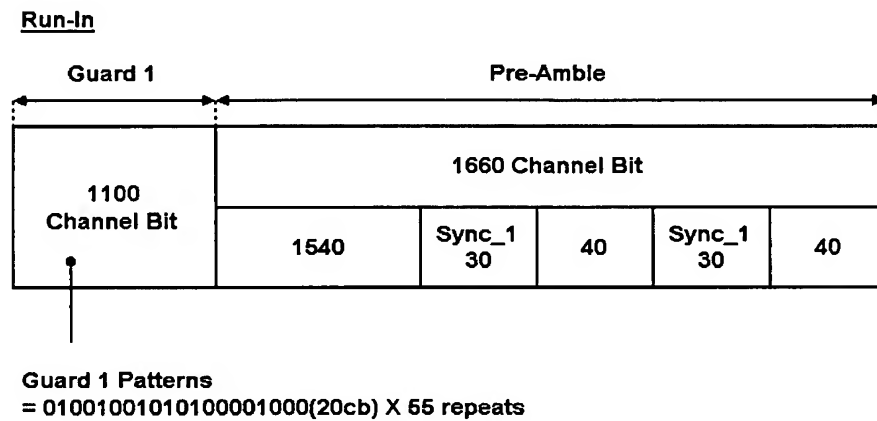 Run-In
Guard 1
Pre-Amble
1100
Channel Bit
1660 Channel Bit
1540
Sync_1
30
40
Sync_1
30
40
Guard 1 Patterns
= 01001001010100001000(20cb) X 55 repeats